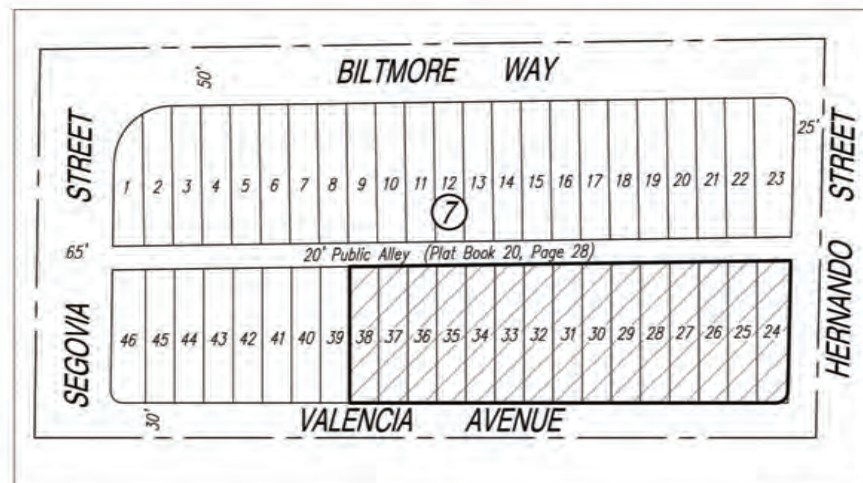 BILTMORE WAY
50'
STREET
25'
STREET
1 2 3 4 5 6 7 8 9 10 11 12 13 14 15 16 17 18 19 20 21 22 23
7
65'
20' Public Alley (Plat Book 20, Page 28)
SEGOVIA
46 45 44 43 42 41 40 39 38 37 36 35 34 33 32 31 30 29 28 27 26 25 24
HERNANDO
30'
VALENCIA AVENUE